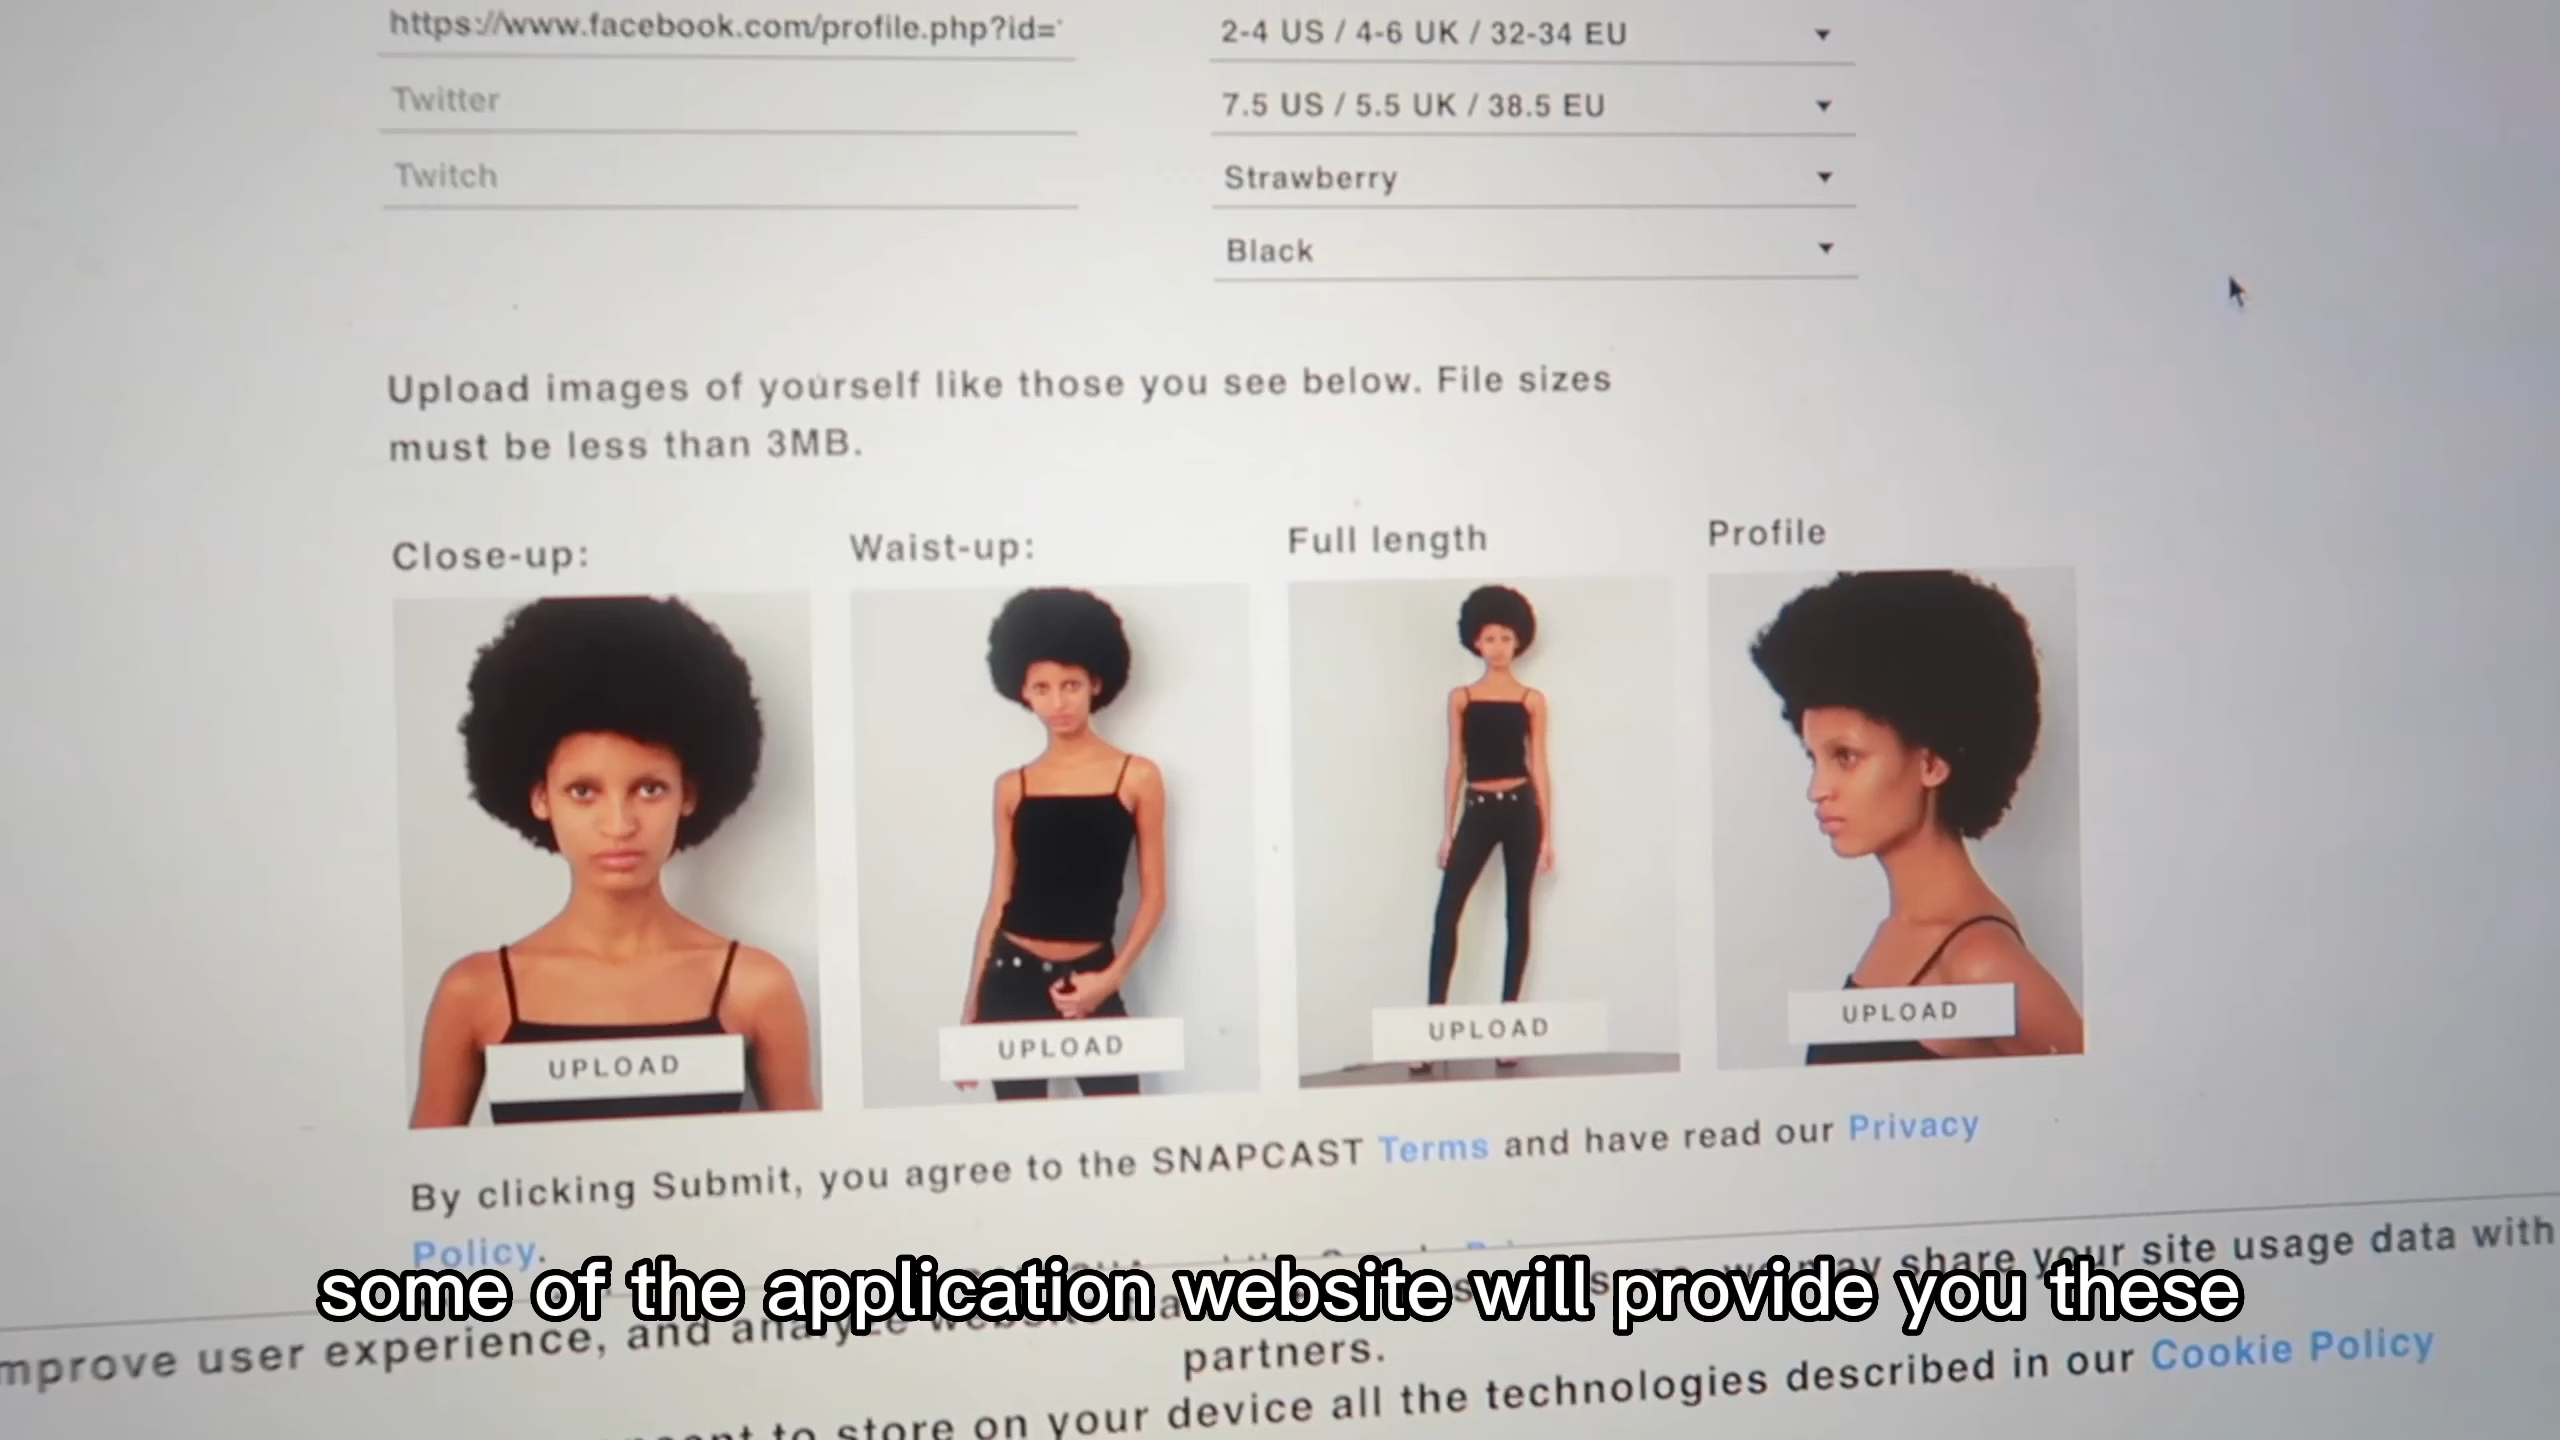 https://www.facebook.com/profile.php?id=
Twitter
Twitch
2-4 US / 4-6 UK / 32-34 EU
7.5 US / 5.5 UK / 38.5 EU
Strawberry
Black
Upload images of yourself like those you see below. File sizes
must be less than 3MB.
Close-up:
Waist-up:
Full length
Profile
UPLOAD
UPLOAD
UPLOAD
UPLOAD
By clicking Submit, you agree to the SNAPCAST Terms and have read our Privacy
Policy.
share your site usage data with
some of the application website will provide you these
mprove user experience, and analyze
partners.
to store on your device all the technologies described in our Cookie Policy